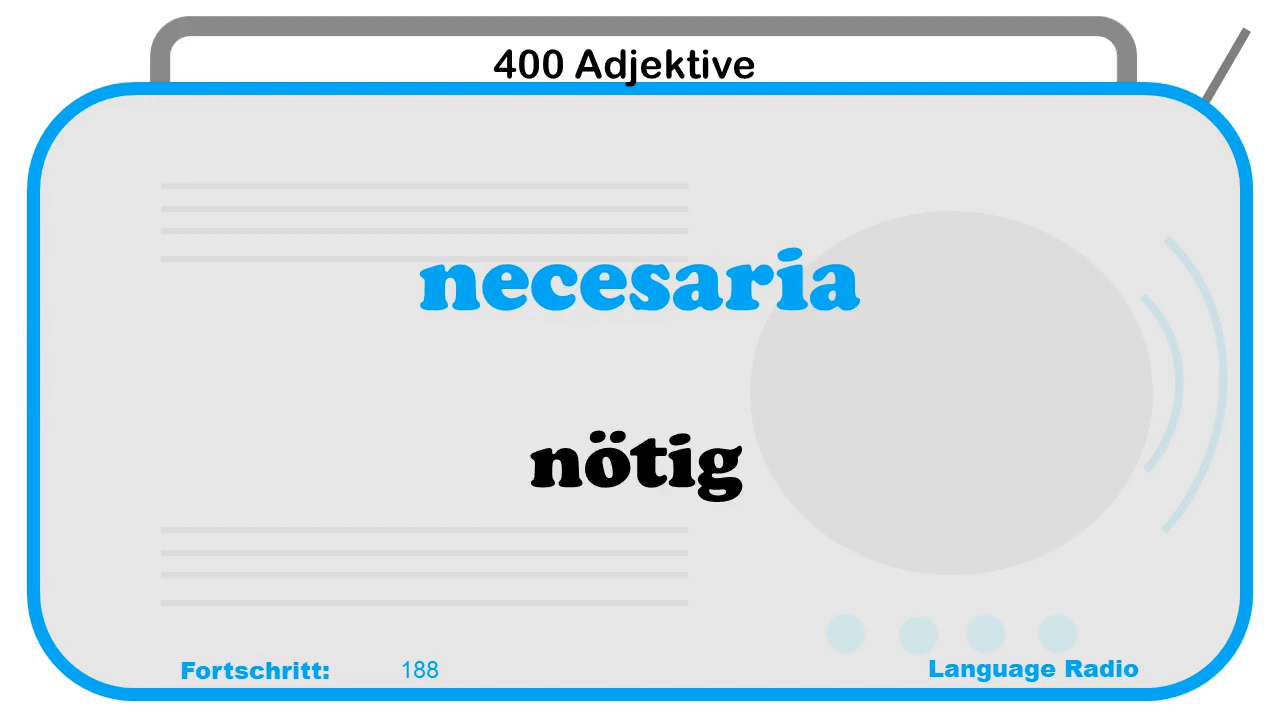 400 Adjektive
necesaria
nötig
Fortschritt: 188
Language Radio